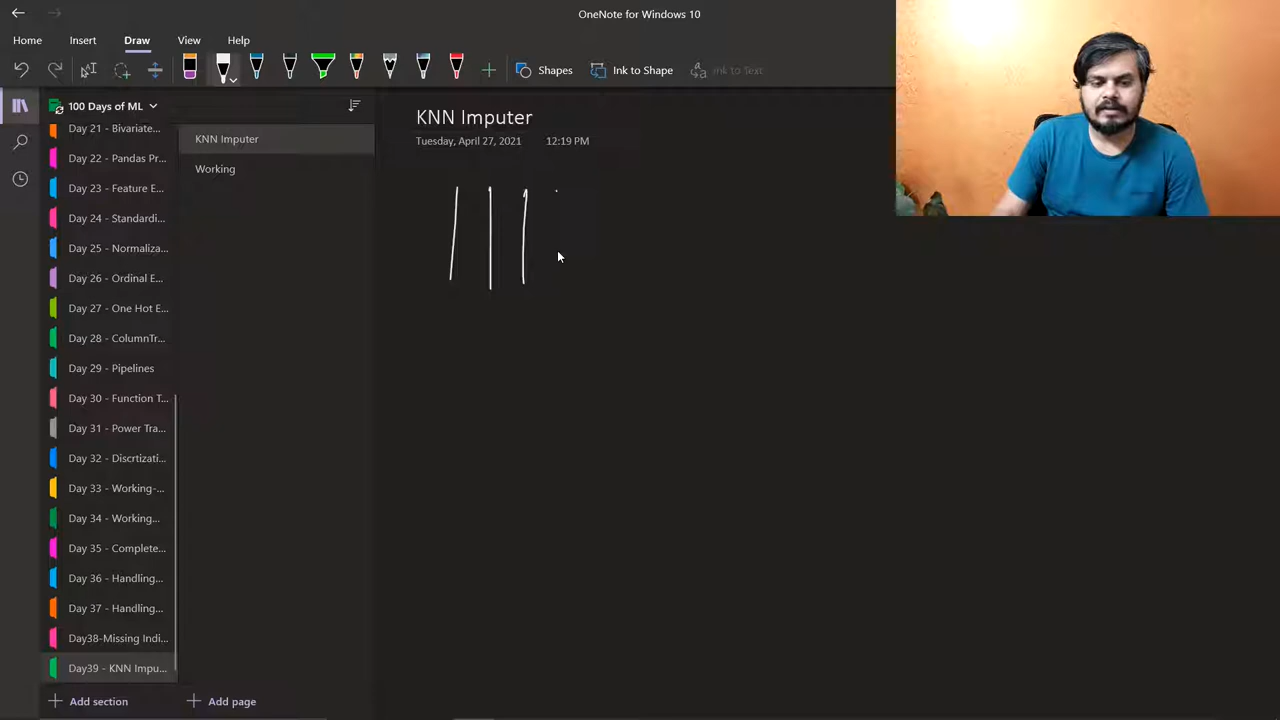 OneNote for Windows 10
Home Insert Draw View Help
Shapes Ink to Shape Ink to Text
100 Days of ML
Day 21 - Bivariate...
Day 22 - Pandas Pr...
Day 23 - Feature E...
Day 24 - Standardi...
Day 25 - Normaliza...
Day 26 - Ordinal E...
Day 27 - One Hot E...
Day 28 - ColumnTr...
Day 29 - Pipelines
Day 30 - Function T...
Day 31 - Power Tra...
Day 32 - Discrtizati...
Day 33 - Working-...
Day 34 - Working...
Day 35 - Complete...
Day 36 - Handling...
Day 37 - Handling...
Day38-Missing Indi...
Day39 - KNN Impu...
Add section
KNN Imputer
Working
Add page
KNN Imputer
Tuesday, April 27, 2021 12:19 PM